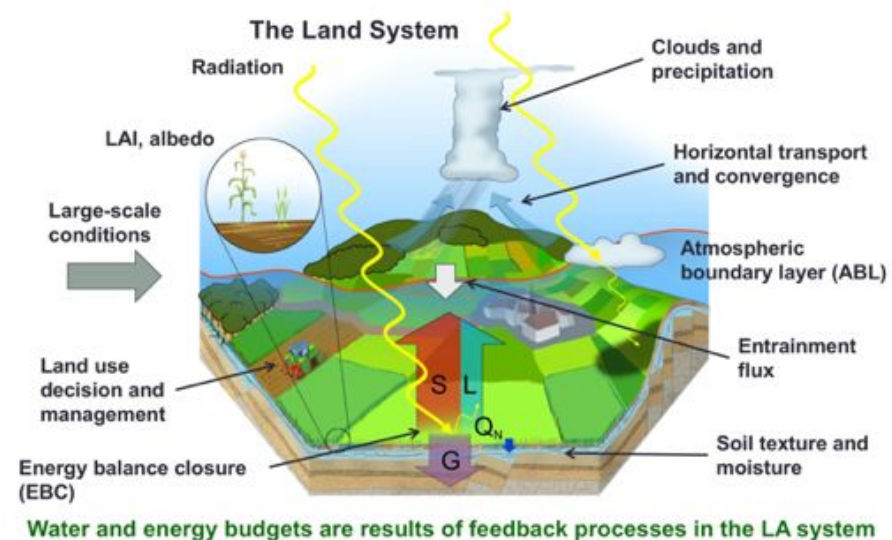 The Land System
Radiation
Clouds and
precipitation
LAI, albedo
Horizontal transport
and convergence
Large-scale
conditions
Atmospheric
boundary layer (ABL)
Land use
decision and
management
Entrainment
flux
S L
Q_N
G
Energy balance closure
(EBC)
Soil texture and
moisture
Water and energy budgets are results of feedback processes in the LA system